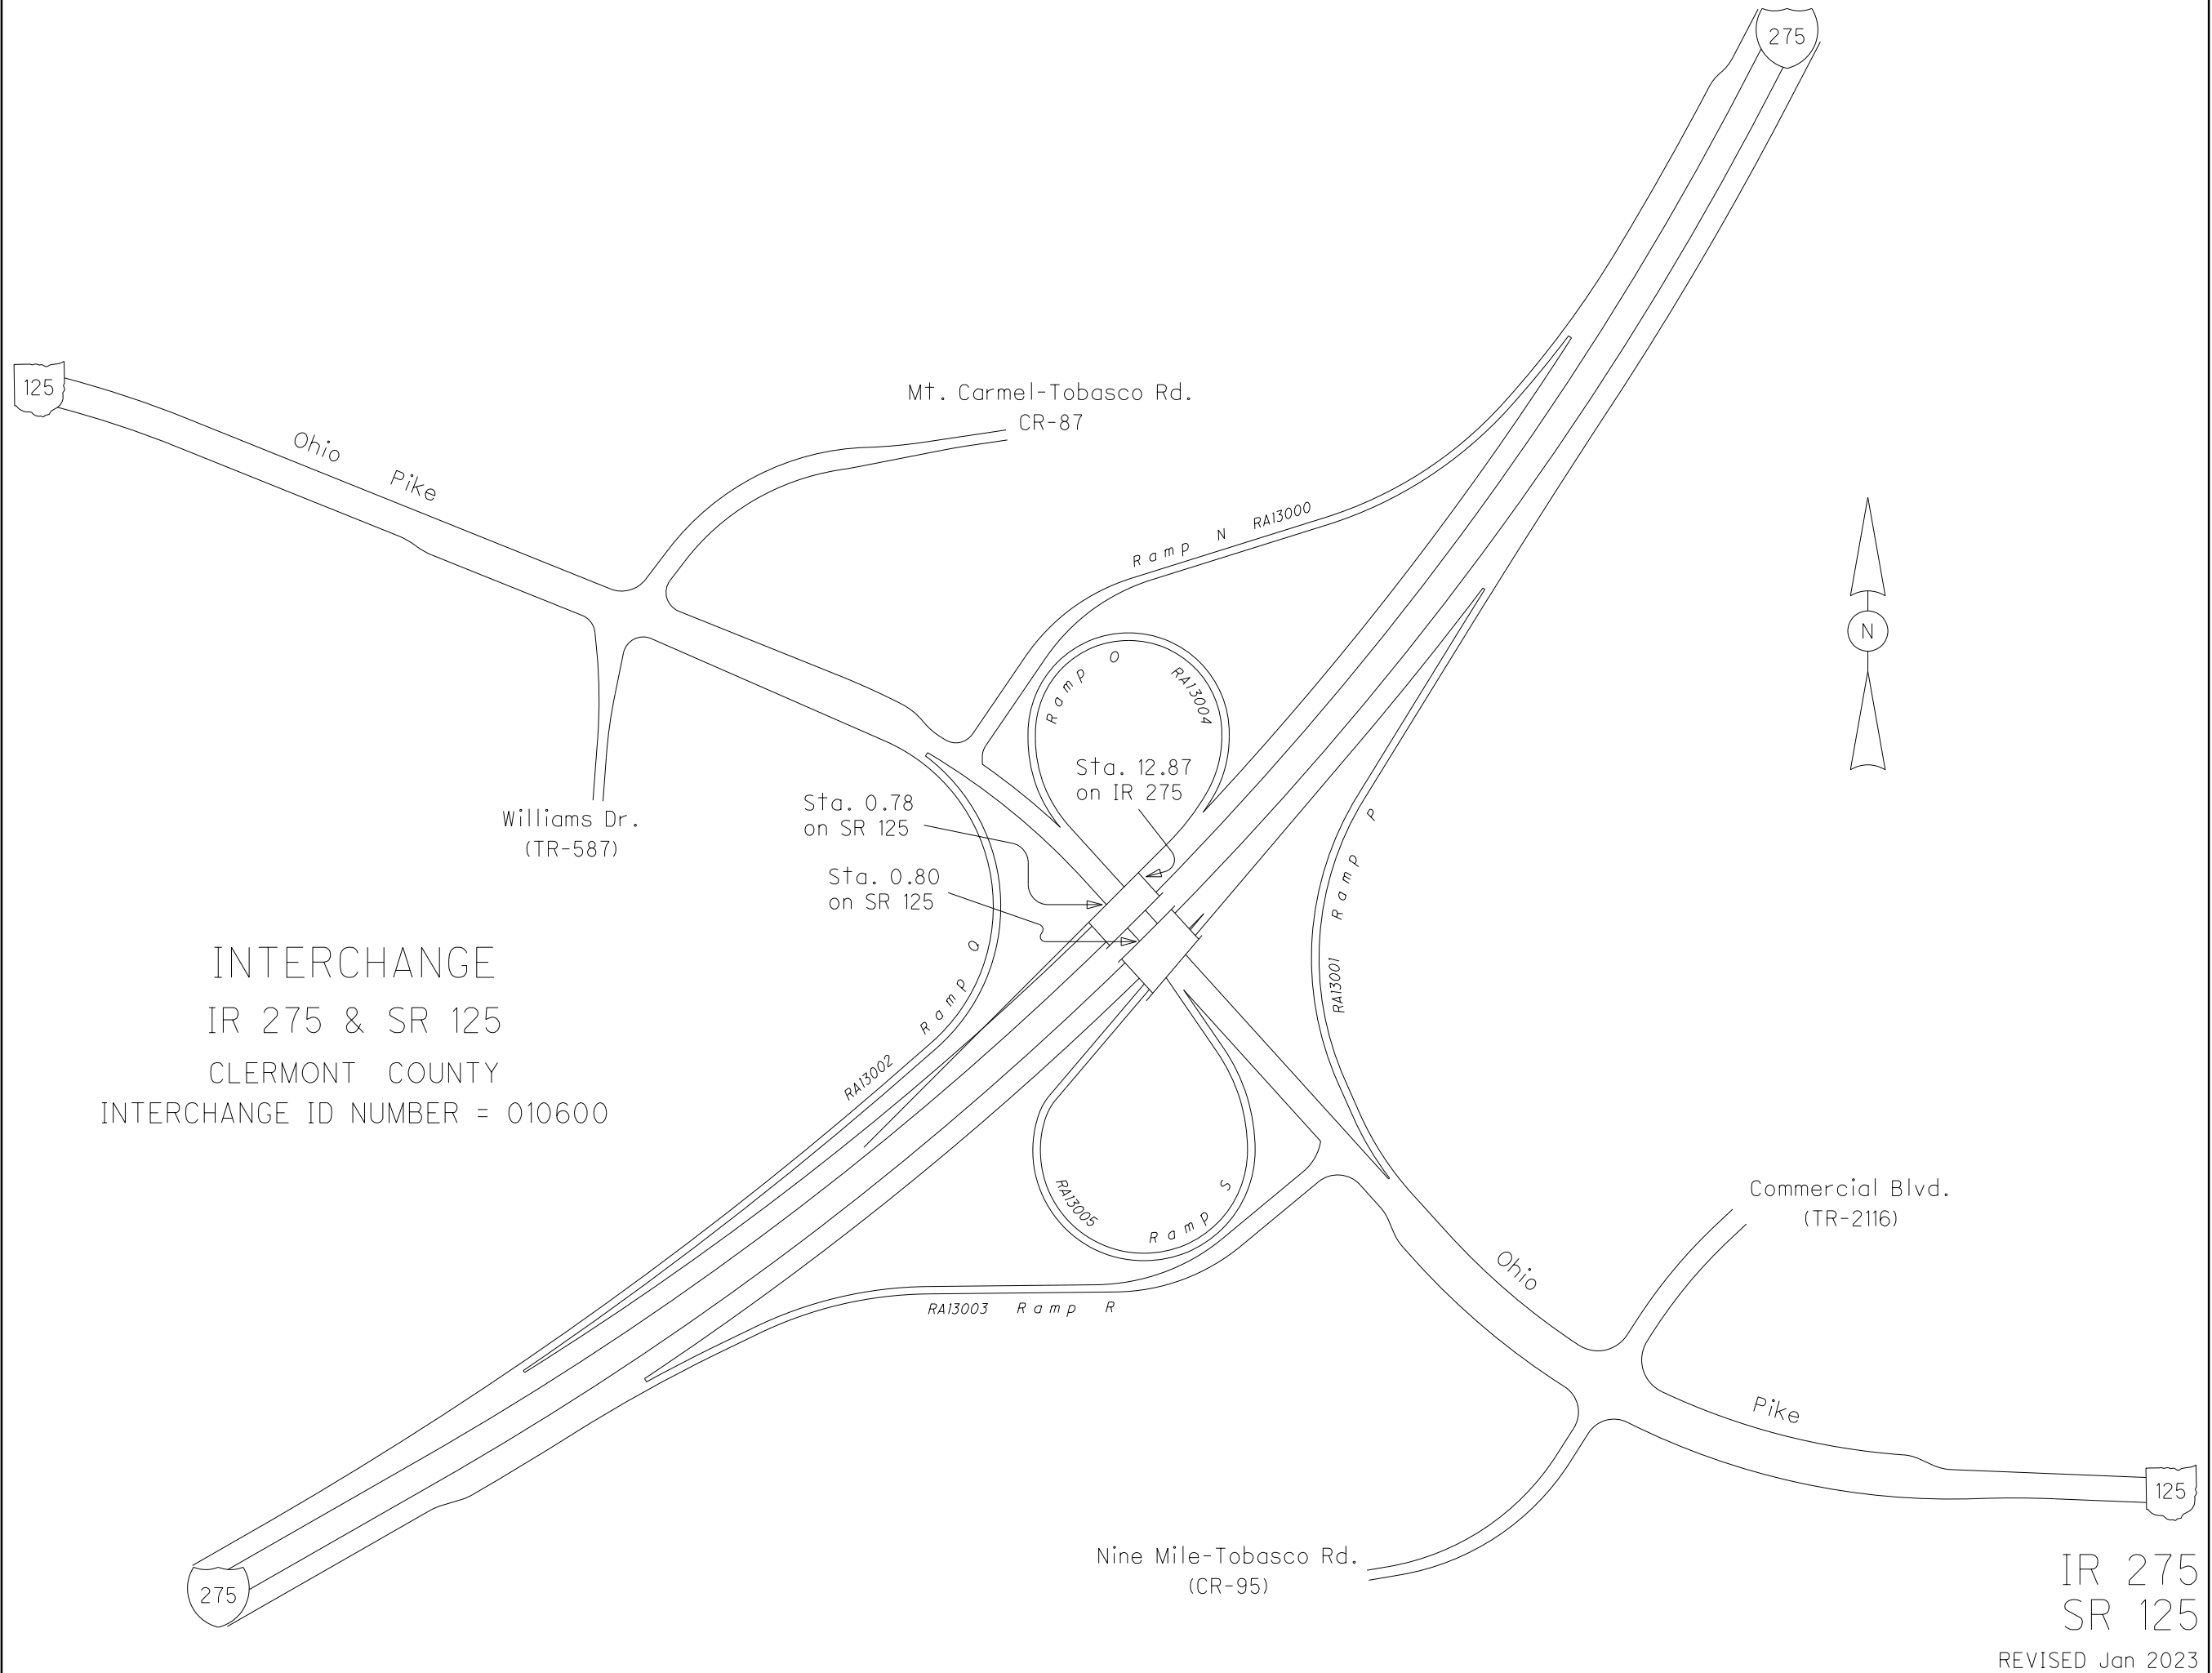 275
125
Mt. Carmel-Tobasco Rd.
CR-87
Ohio Pike
Ramp N RA13000
N
Ramp O RA13004
Sta. 12.87
on IR 275
Sta. 0.78
on SR 125
Williams Dr.
(TR-587)
Ramp P
RA13001
Sta. 0.80
on SR 125
INTERCHANGE
IR 275 & SR 125
CLERMONT COUNTY
INTERCHANGE ID NUMBER = 010600
RA13002 Ramp Q
RA13005 Ramp S
RA13003 Ramp R
Commercial Blvd.
(TR-2116)
Ohio Pike
125
Nine Mile-Tobasco Rd.
(CR-95)
275
IR 275
SR 125
REVISED Jan 2023